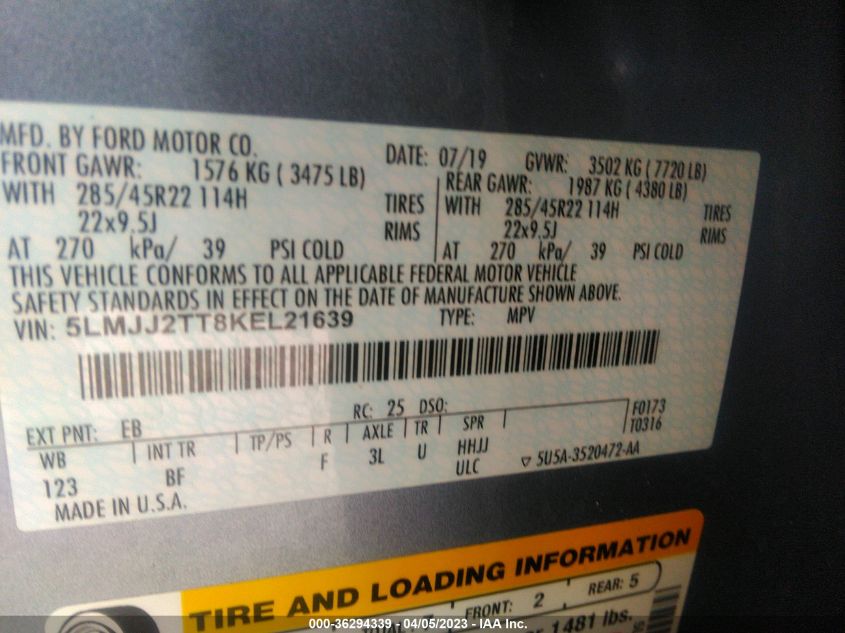 MFD. BY FORD MOTOR CO.
DATE: 07/19 GVWR: 3502 KG ( 7720 LB)
FRONT GAWR: 1576 KG ( 3475 LB)
REAR GAWR: 1987 KG ( 4380 LB)
WITH 285/45R22 114H TIRES
WITH 285/45R22 114H TIRES
22x9.5J RIMS
22x9.5J RIMS
AT 270 kPa/ 39 PSI COLD
AT 270 kPa/ 39 PSI COLD
THIS VEHICLE CONFORMS TO ALL APPLICABLE FEDERAL MOTOR VEHICLE
SAFETY STANDARDS IN EFFECT ON THE DATE OF MANUFACTURE SHOWN ABOVE.
VIN: 5LMJJ2TT8KEL21639 TYPE: MPV
EXT PNT: EB RC: 25 DSO: F0173
T0316
WB INT TR TP/PS R AXLE TR SPR
123 BF F 3L U HHJJ
ULC 5U5A-3520472-AA
MADE IN U.S.A.
TIRE AND LOADING INFORMATION
FRONT: 2 REAR: 5
1481 lbs.
000-36294339 - 04/05/2023 - IAA Inc.